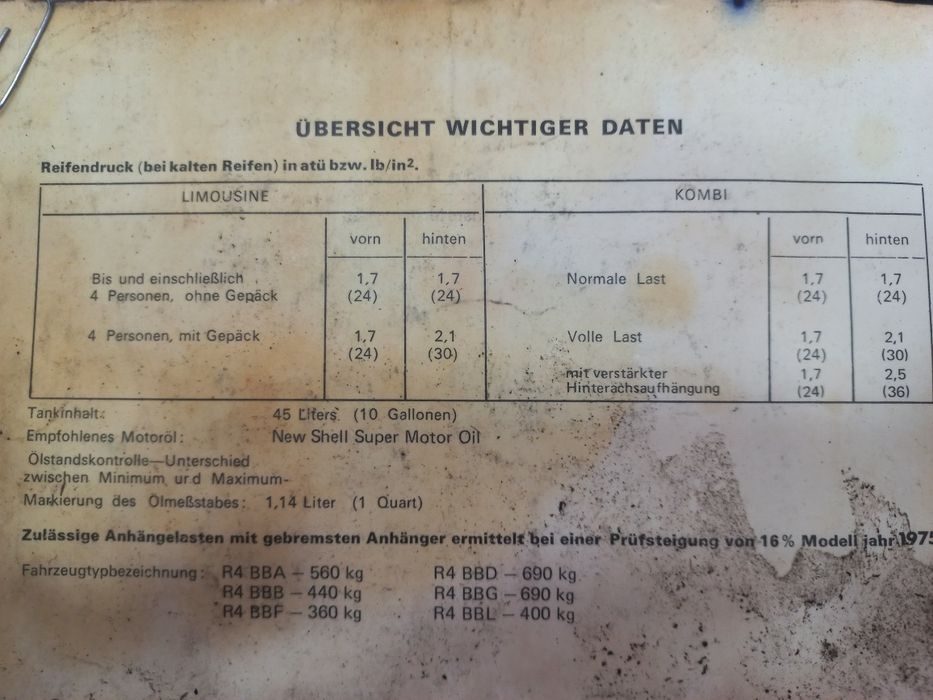 ÜBERSICHT WICHTIGER DATEN
Reifendruck (bei kalten Reifen) in atü bzw. lb/in².
LIMOUSINE KOMBI
vorn hinten vorn hinten
Bis und einschließlich 1,7 1,7 Normale Last 1,7 1,7
4 Personen, ohne Gepäck (24) (24) (24) (24)
4 Personen, mit Gepäck 1,7 2,1 Volle Last 1,7 2,1
(24) (30) (24) (30)
mit verstärkter 1,7 2,5
Hinterachsaufhängung (24) (36)
Tankinhalt: 45 Liters (10 Gallonen)
Empfohlenes Motoröl: New Shell Super Motor Oil
Ölstandskontrolle—Unterschied
zwischen Minimum und Maximum-
Markierung des Ölmeßstabes: 1,14 Liter (1 Quart)
Zulässige Anhängelasten mit gebremsten Anhänger ermittelt bei einer Prüfsteigung von 16% Modell jahr 1975
Fahrzeugtypbezeichnung: R4 BBA — 560 kg R4 BBD — 690 kg
R4 BBB — 440 kg R4 BBG — 690 kg
R4 BBF — 360 kg R4 BBL — 400 kg